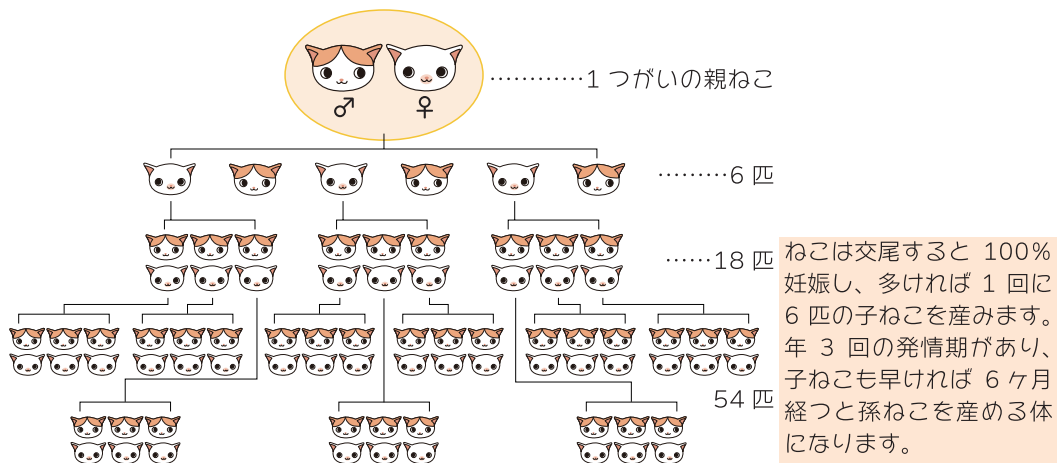 …………1 つがいの親ねこ
♂ ♀
………6 匹
……18 匹
54 匹
ねこは交尾すると 100%
妊娠し、多ければ 1 回に
6 匹の子ねこを産みます。
年 3 回の発情期があり、
子ねこも早ければ 6 ヶ月
経つと孫ねこを産める体
になります。